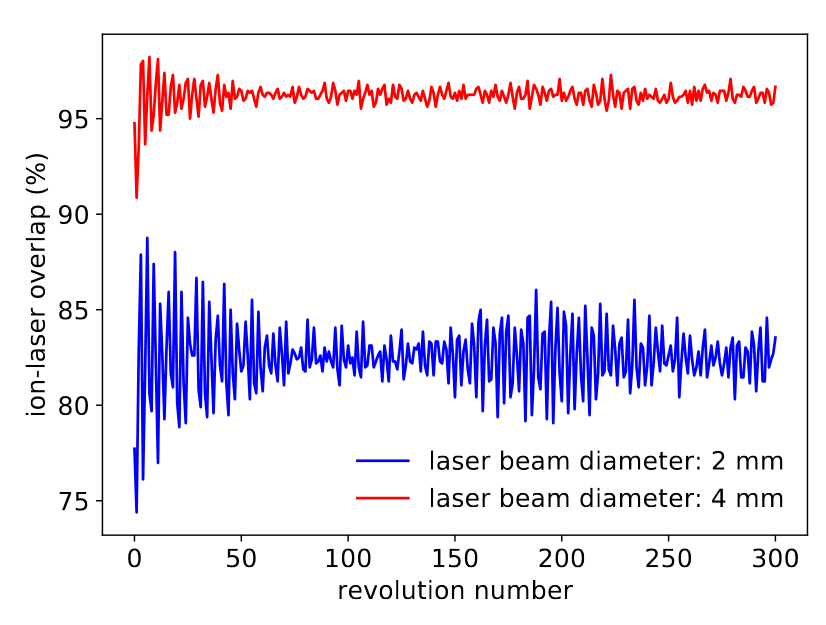 ion-laser overlap (%)
95
90
85
80
75
laser beam diameter: 2 mm
laser beam diameter: 4 mm
0 50 100 150 200 250 300
revolution number